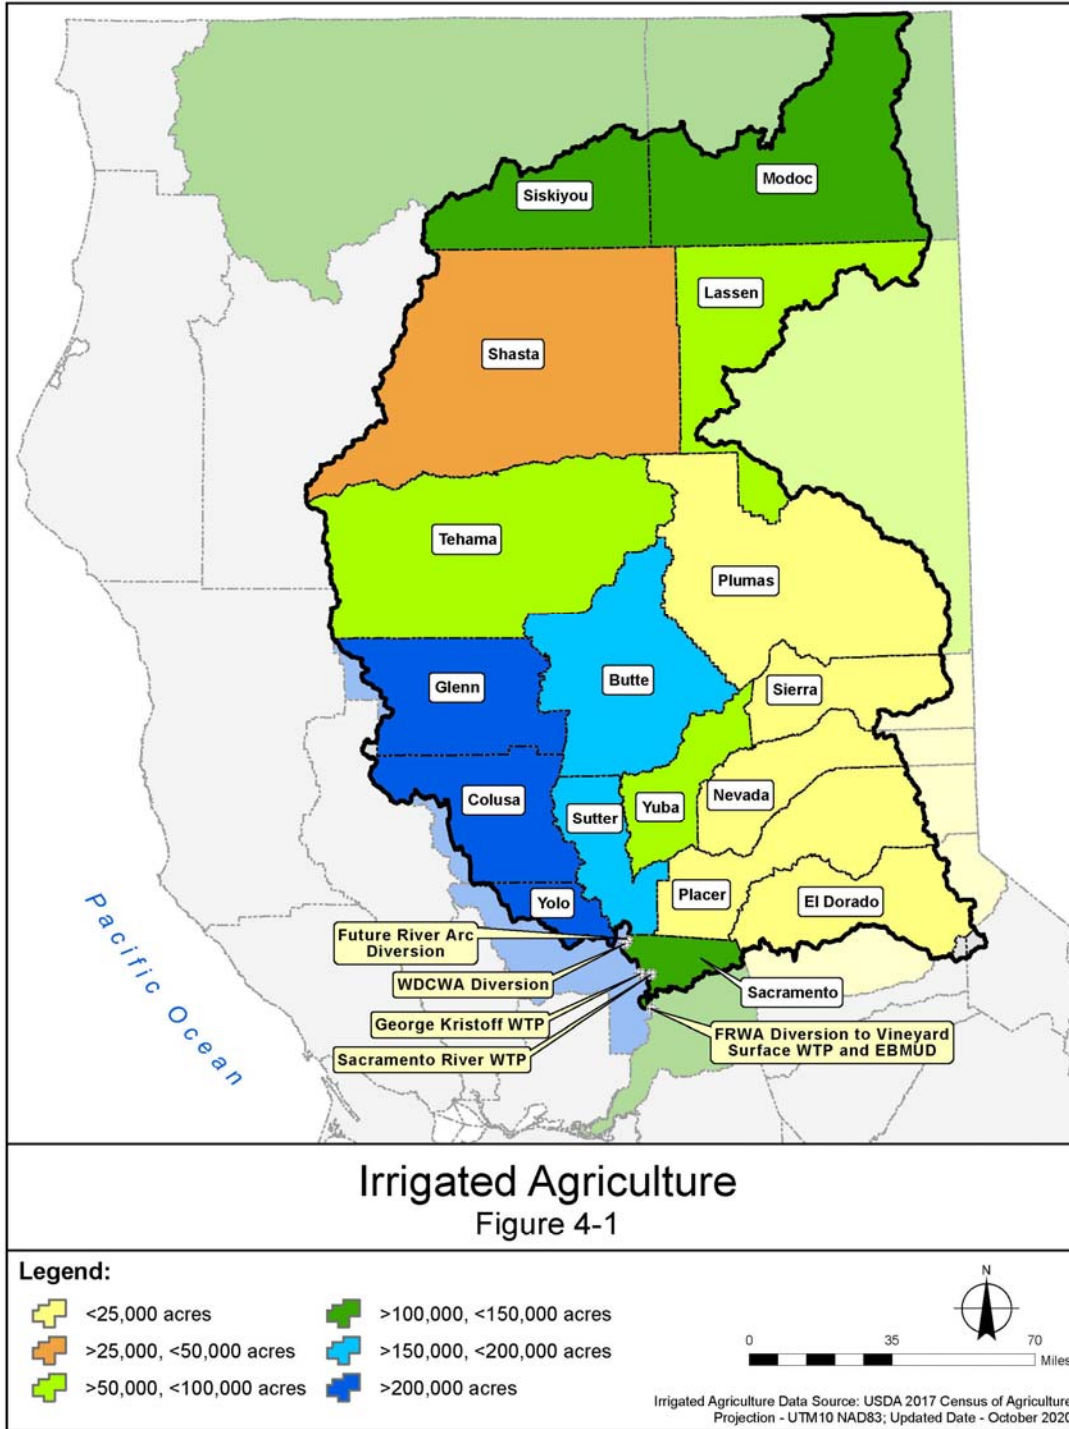 Siskiyou
Modoc
Lassen
Shasta
Tehama
Plumas
Glenn
Butte
Sierra
Colusa
Sutter
Yuba
Nevada
Yolo
Placer
El Dorado
Future River Arc
Diversion
WDCWA Diversion
Sacramento
George Kristoff WTP
FRWA Diversion to Vineyard
Surface WTP and EBMUD
Sacramento River WTP
Pacific Ocean
Irrigated Agriculture
Figure 4-1
Legend:
<25,000 acres
>25,000, <50,000 acres
>50,000, <100,000 acres
>100,000, <150,000 acres
>150,000, <200,000 acres
>200,000 acres
N
0 35 70
Miles
Irrigated Agriculture Data Source: USDA 2017 Census of Agriculture
Projection - UTM10 NAD83; Updated Date - October 2020